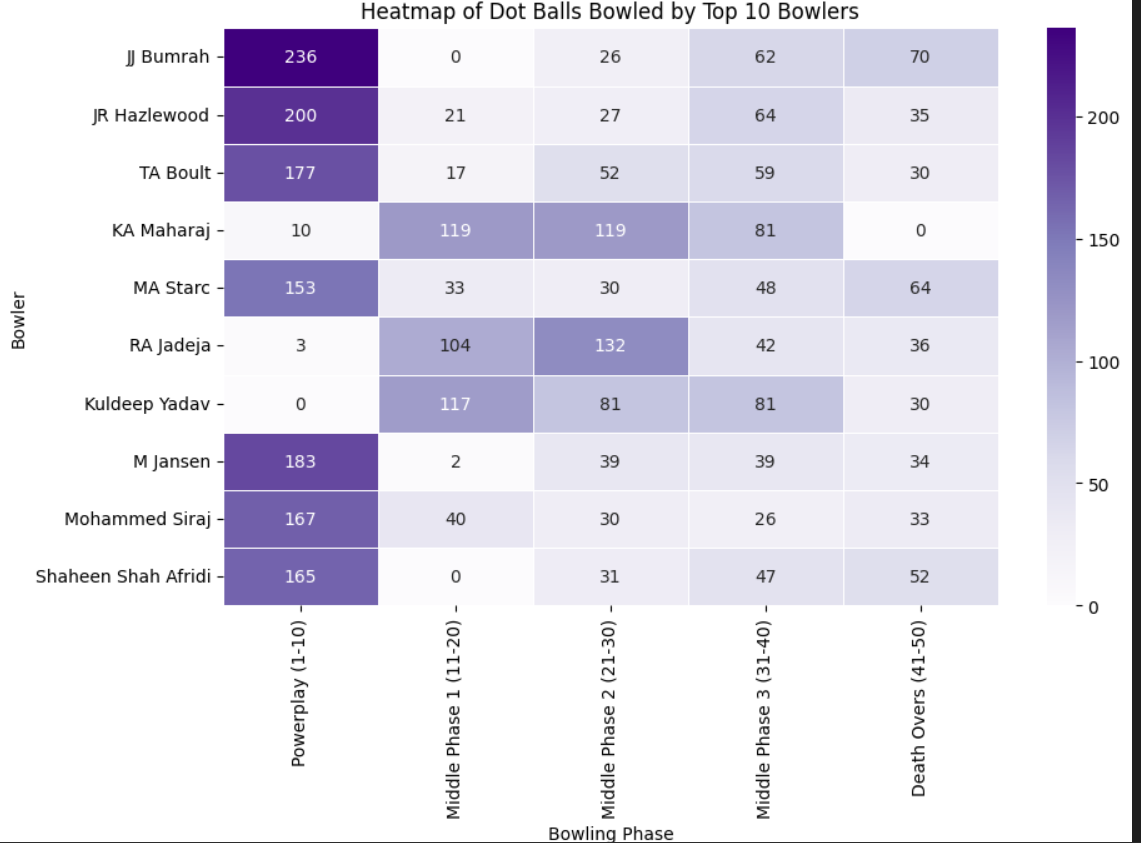 Heatmap of Dot Balls Bowled by Top 10 Bowlers
JJ Bumrah 236 0 26 62 70
JR Hazlewood 200 21 27 64 35
TA Boult 177 17 52 59 30
KA Maharaj 10 119 119 81 0
MA Starc 153 33 30 48 64
RA Jadeja 3 104 132 42 36
Kuldeep Yadav 0 117 81 81 30
M Jansen 183 2 39 39 34
Mohammed Siraj 167 40 30 26 33
Shaheen Shah Afridi 165 0 31 47 52
Bowler
Powerplay (1-10)
Middle Phase 1 (11-20)
Middle Phase 2 (21-30)
Middle Phase 3 (31-40)
Death Overs (41-50)
Bowling Phase
200
150
100
50
0